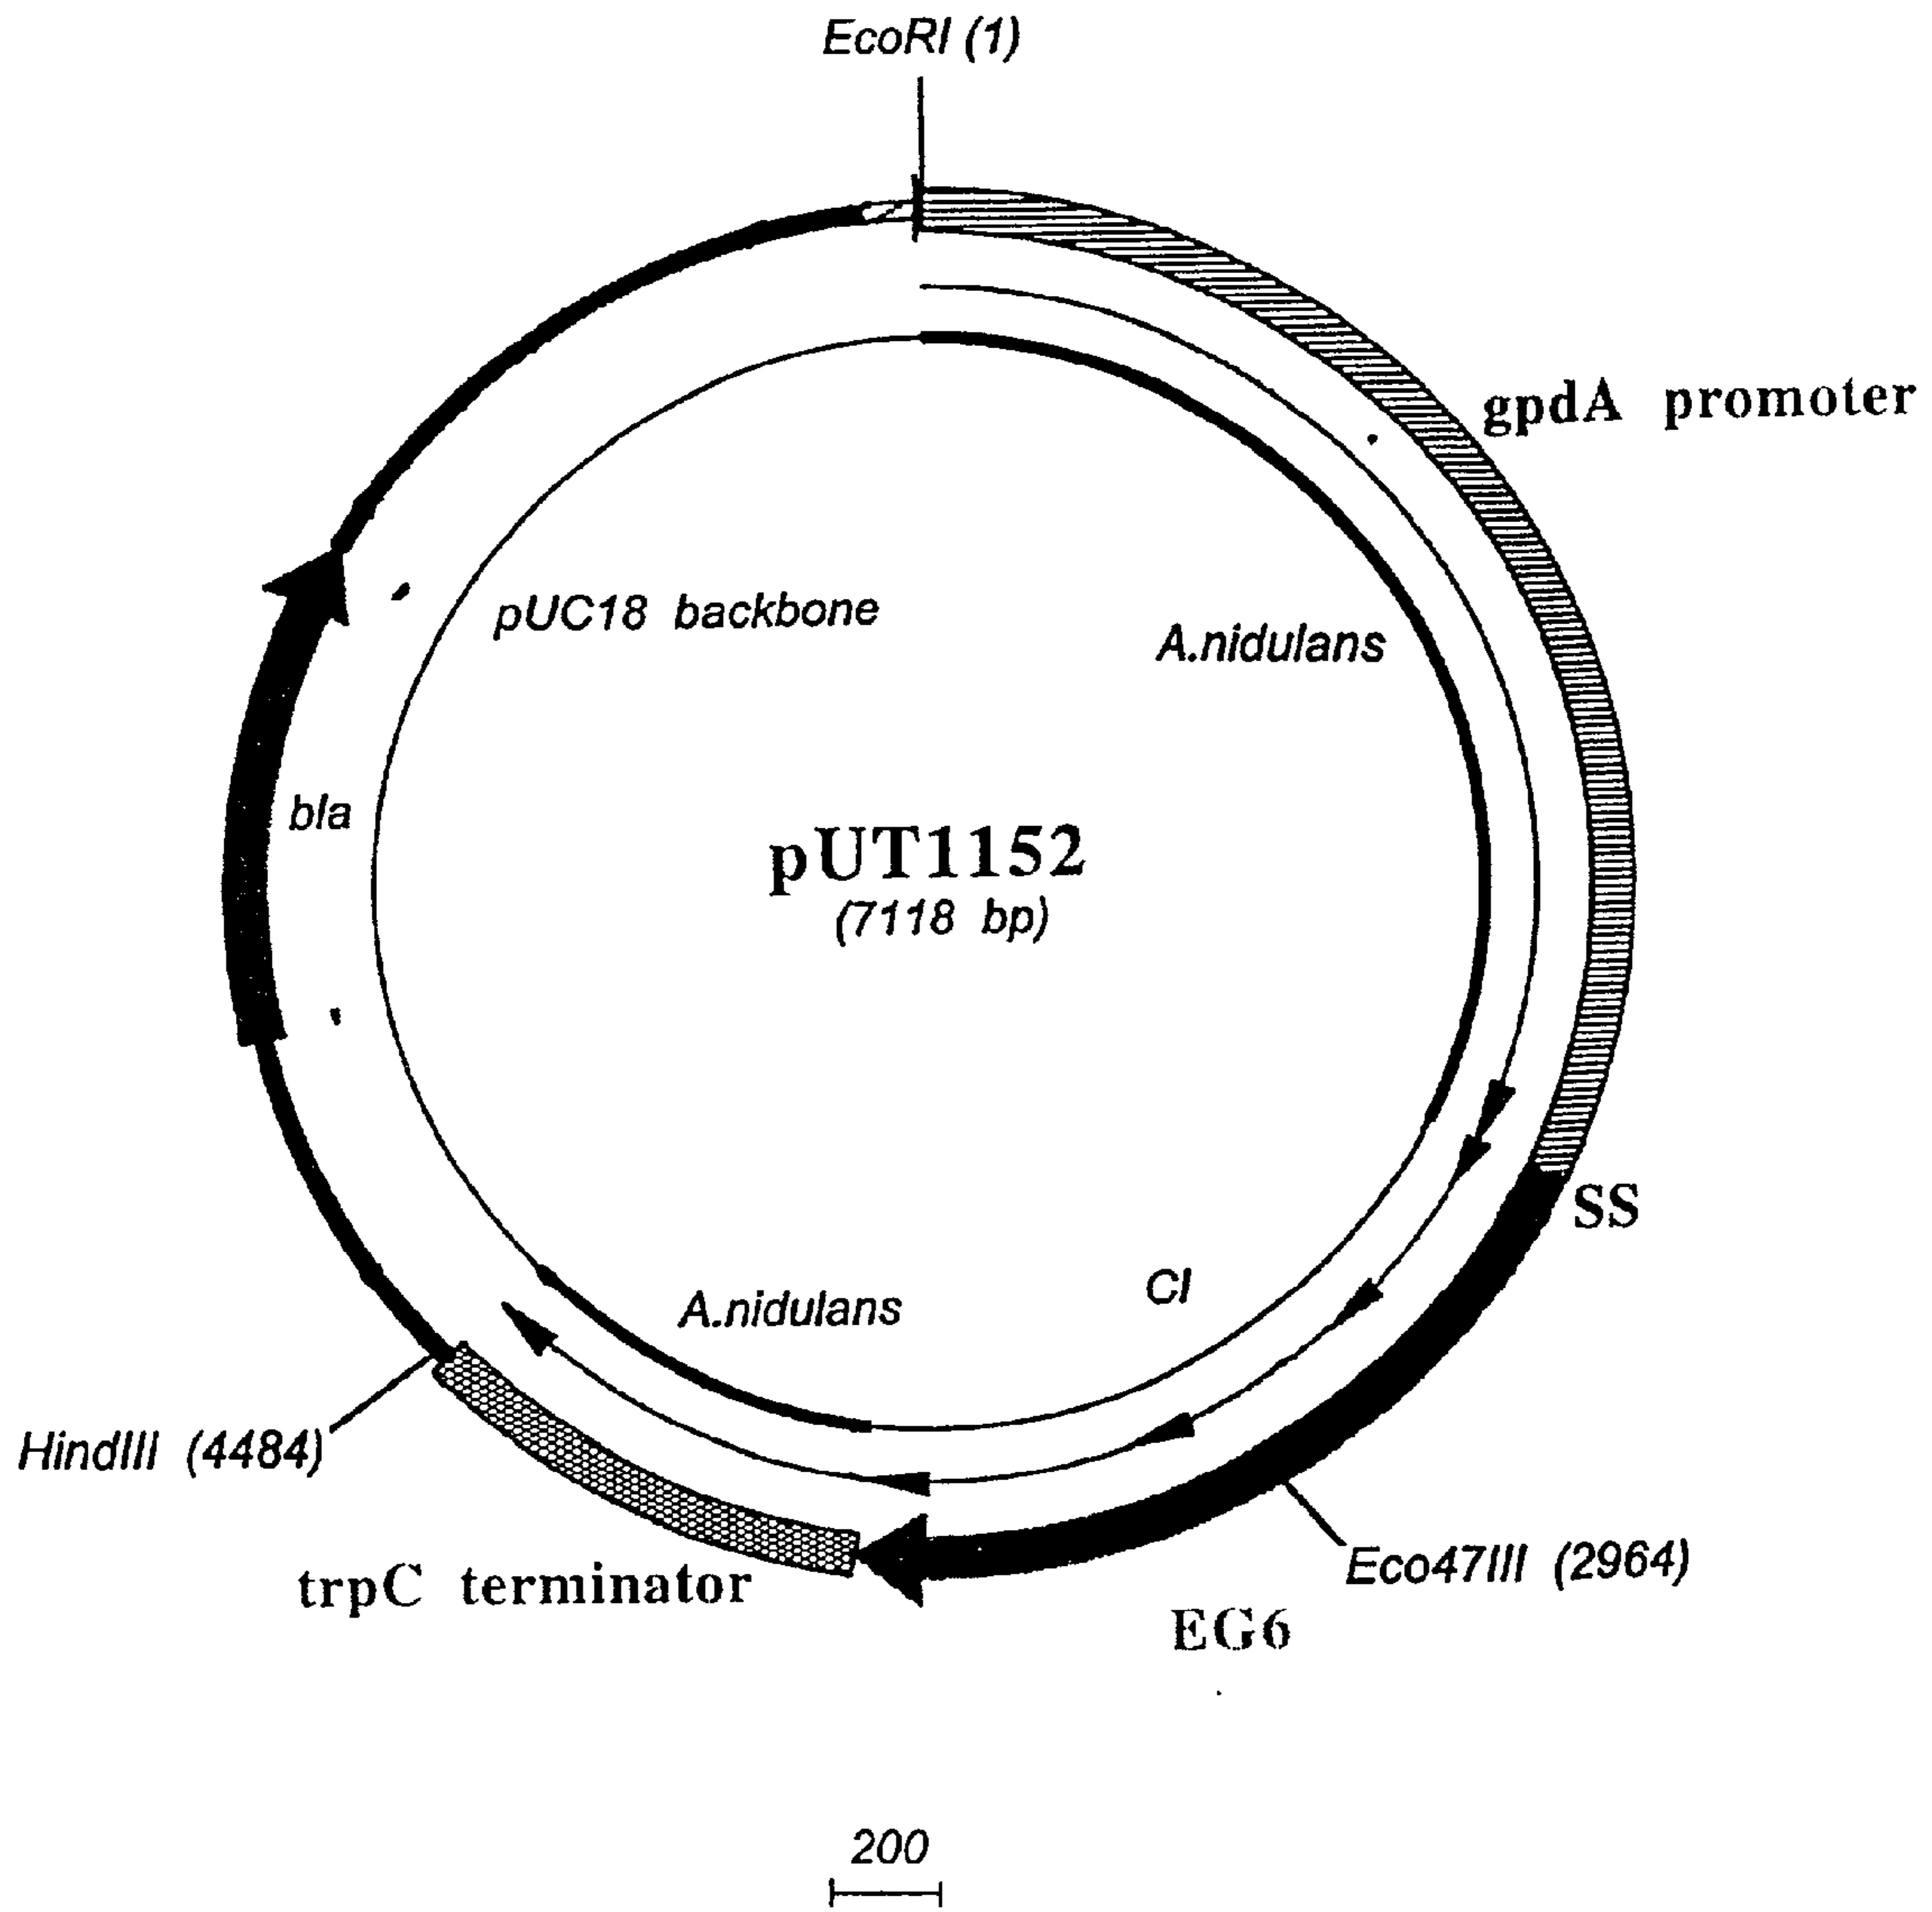 EcoRI (1)
gpdA promoter
pUC18 backbone
A.nidulans
bla
pUT1152
(7118 bp)
SS
Cl
A.nidulans
HindIII (4484)
Eco47III (2964)
trpC terminator
EG6
200